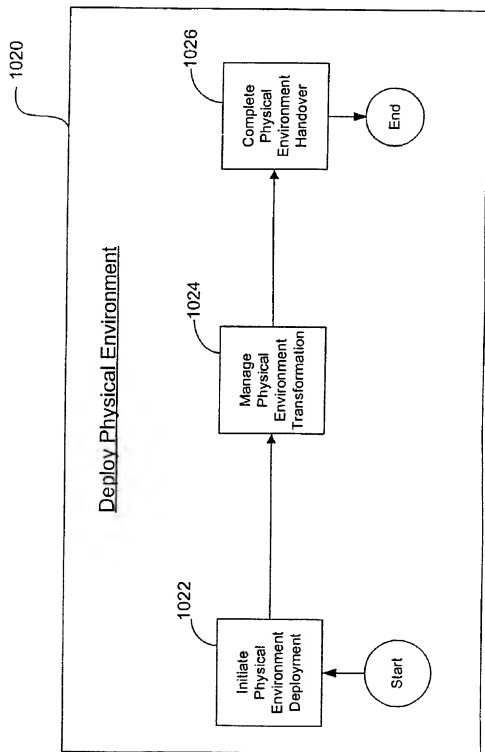 1020
Deploy Physical Environment
1022
Initiate
Physical
Environment
Deployment
Start
1024
Manage
Physical
Environment
Transformation
1026
Complete
Physical
Environment
Handover
End